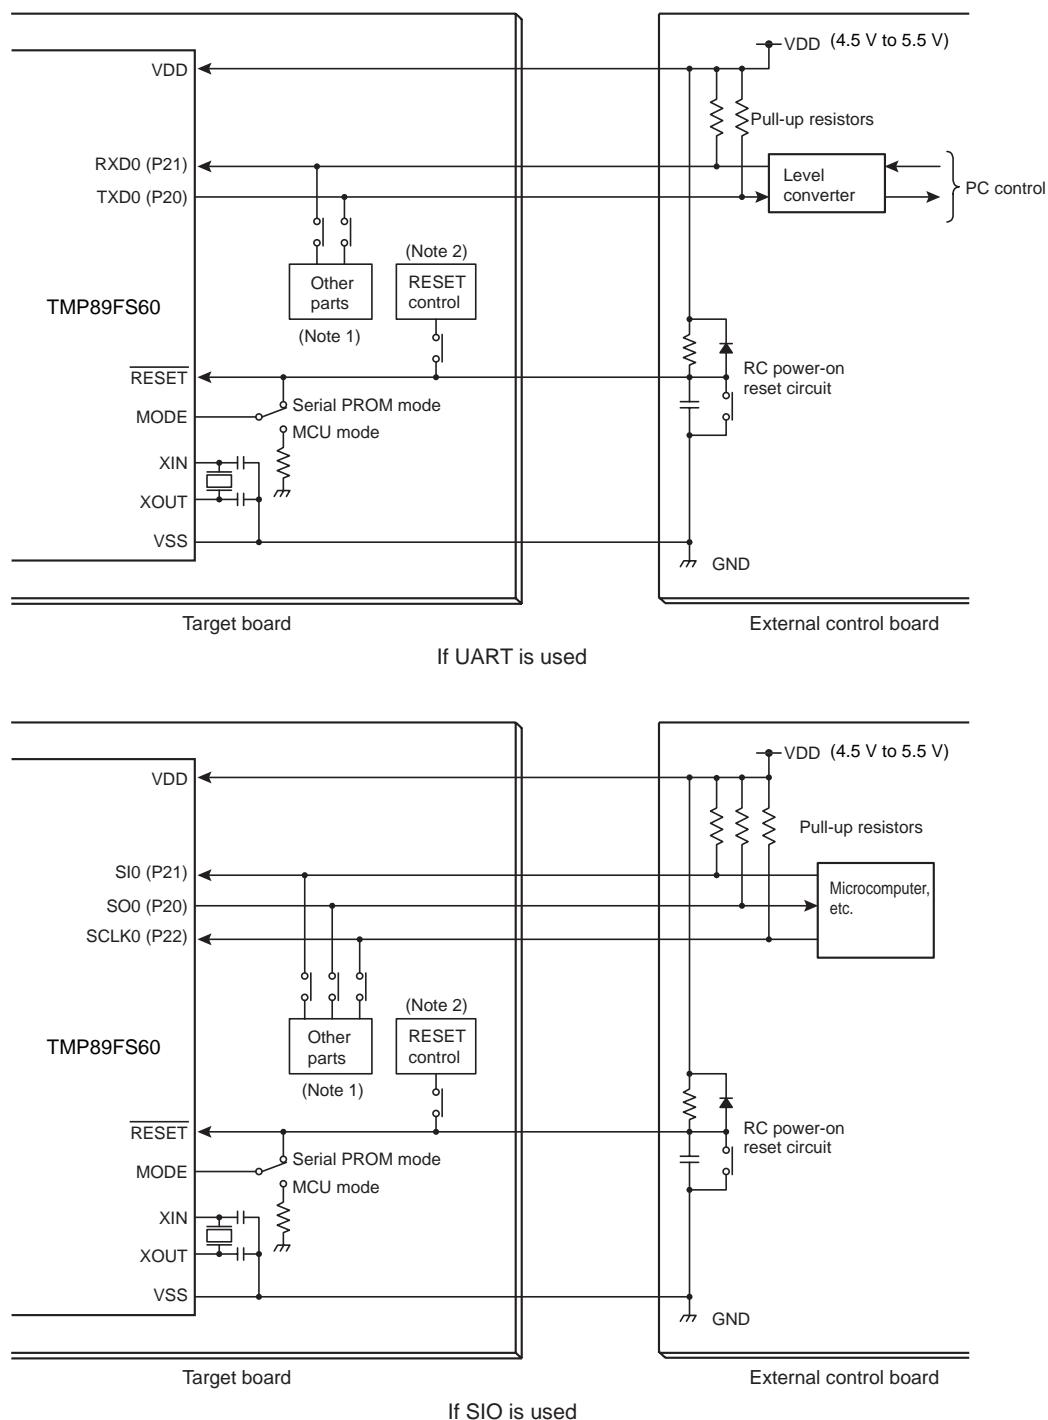 VDD (4.5 V to 5.5 V)
VDD
Pull-up resistors
RXD0 (P21)
TXD0 (P20)
Level
converter
PC control
(Note 2)
RESET
control
Other
parts
(Note 1)
TMP89FS60
RESET
MODE
Serial PROM mode
MCU mode
RC power-on
reset circuit
XIN
XOUT
VSS
GND
Target board
External control board
If UART is used
VDD (4.5 V to 5.5 V)
VDD
Pull-up resistors
SI0 (P21)
SO0 (P20)
SCLK0 (P22)
Microcomputer,
etc.
(Note 2)
RESET
control
Other
parts
(Note 1)
TMP89FS60
RESET
MODE
Serial PROM mode
MCU mode
RC power-on
reset circuit
XIN
XOUT
VSS
GND
Target board
External control board
If SIO is used